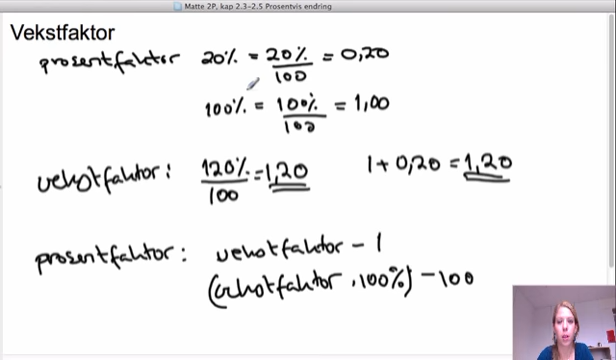 Matte 2P, kap 2.3-2.5 Prosentvis endring
Vekstfaktor
prosentfaktor 20% = 20%/100 = 0,20
100% = 100%/100 = 1,00
vekstfaktor: 120%/100 = 1,20 1 + 0,20 = 1,20
prosentfaktor: vekstfaktor - 1
(vekstfaktor · 100%) - 100